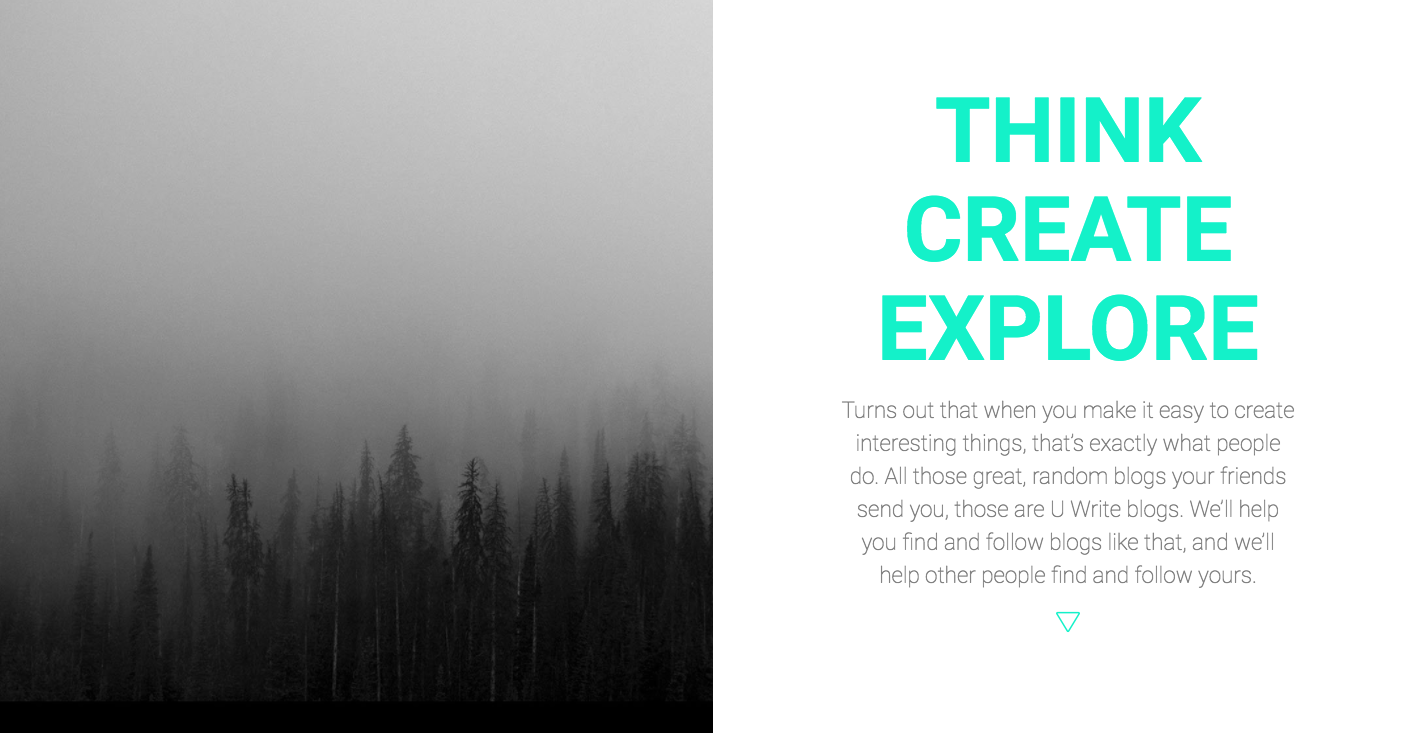 THINK
CREATE
EXPLORE
Turns out that when you make it easy to create
interesting things, that’s exactly what people
do. All those great, random blogs your friends
send you, those are U Write blogs. We’ll help
you find and follow blogs like that, and we’ll
help other people find and follow yours.